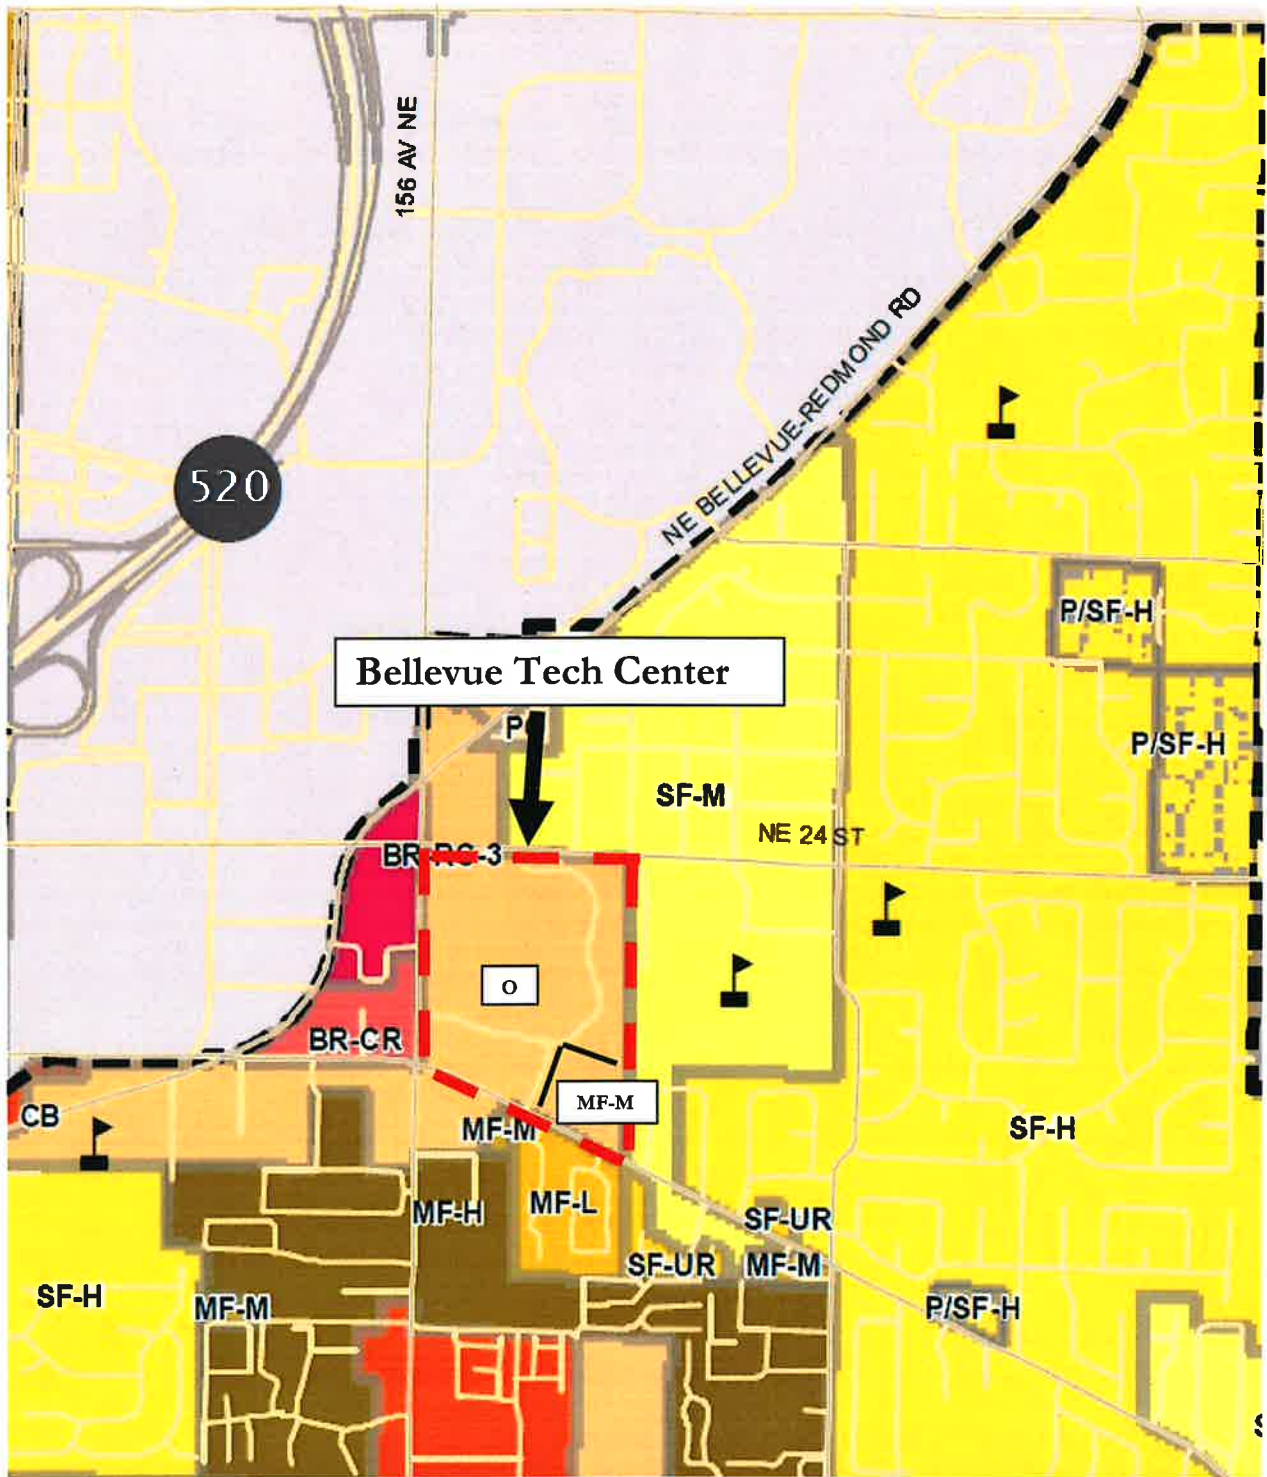 156 AV NE
NE BELLEVUE-REDMOND RD
520
P/SF-H
Bellevue Tech Center
P
P/SF-H
SF-M
NE 24 ST
BR-RC-3
O
BR-CR
MF-M
CB
MF-M
SF-H
MF-H
MF-L
SF-UR
SF-UR
MF-M
SF-H
MF-M
P/SF-H